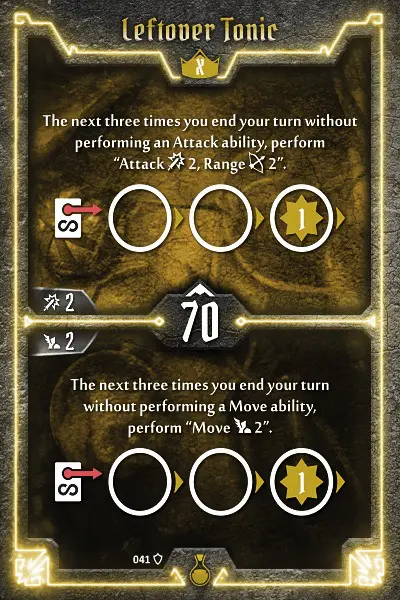 Leftover Tonic
X
The next three times you end your turn without
performing an Attack ability, perform
“Attack 2, Range 2”.
1
2
70
2
The next three times you end your turn
without performing a Move ability,
perform “Move 2”.
1
041